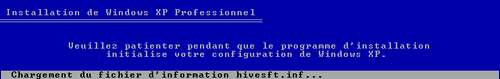 Installation de Windows XP Professionnel
Veuillez patienter pendant que le programme d'installation
initialise votre configuration de Windows XP.
Chargement du fichier d'information hivesft.inf...